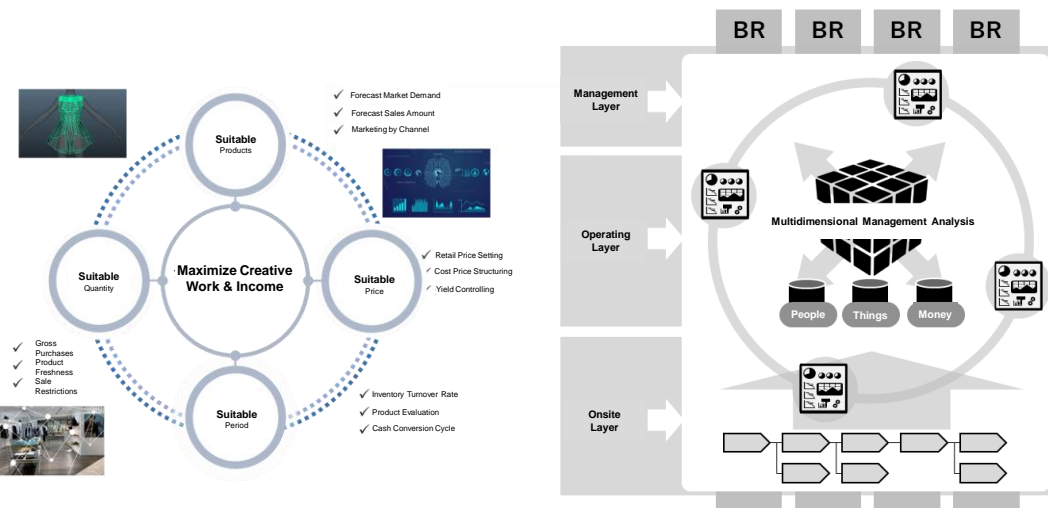 Suitable
Products
Forecast Market Demand
Forecast Sales Amount
Marketing by Channel
Maximize Creative
Work & Income
Suitable
Quantity
Suitable
Price
Retail Price Setting
Cost Price Structuring
Yield Controlling
Gross
Purchases
Product
Freshness
Sale
Restrictions
Suitable
Period
Inventory Turnover Rate
Product Evaluation
Cash Conversion Cycle
BR
BR
BR
BR
Management
Layer
Operating
Layer
Onsite
Layer
Multidimensional Management Analysis
People
Things
Money